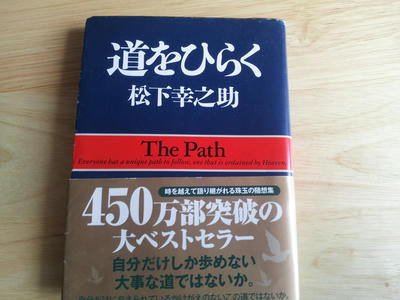 道をひらく
松下幸之助
The Path
Everyone has a unique path to follow, one that is ordained by Heaven.
時を越えて語り継がれる珠玉の随想集
450万部突破の
大ベストセラー
自分だけしか歩めない
大事な道ではないか。